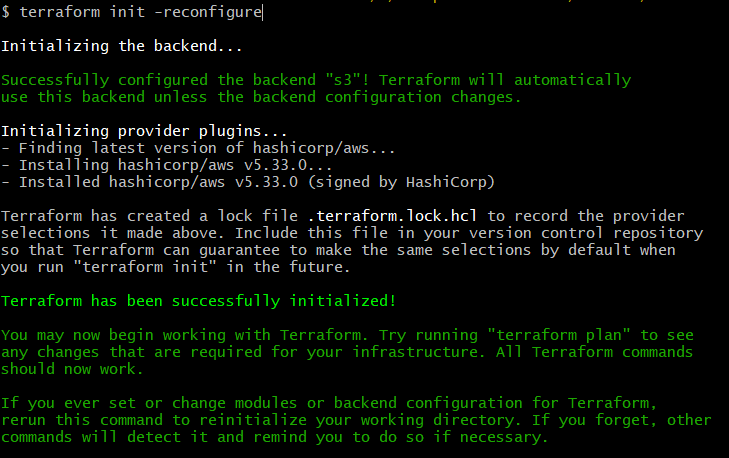 $ terraform init -reconfigure
Initializing the backend...
Successfully configured the backend "s3"! Terraform will automatically
use this backend unless the backend configuration changes.
Initializing provider plugins...
- Finding latest version of hashicorp/aws...
- Installing hashicorp/aws v5.33.0...
- Installed hashicorp/aws v5.33.0 (signed by HashiCorp)
Terraform has created a lock file .terraform.lock.hcl to record the provider
selections it made above. Include this file in your version control repository
so that Terraform can guarantee to make the same selections by default when
you run "terraform init" in the future.
Terraform has been successfully initialized!
You may now begin working with Terraform. Try running "terraform plan" to see
any changes that are required for your infrastructure. All Terraform commands
should now work.
If you ever set or change modules or backend configuration for Terraform,
rerun this command to reinitialize your working directory. If you forget, other
commands will detect it and remind you to do so if necessary.